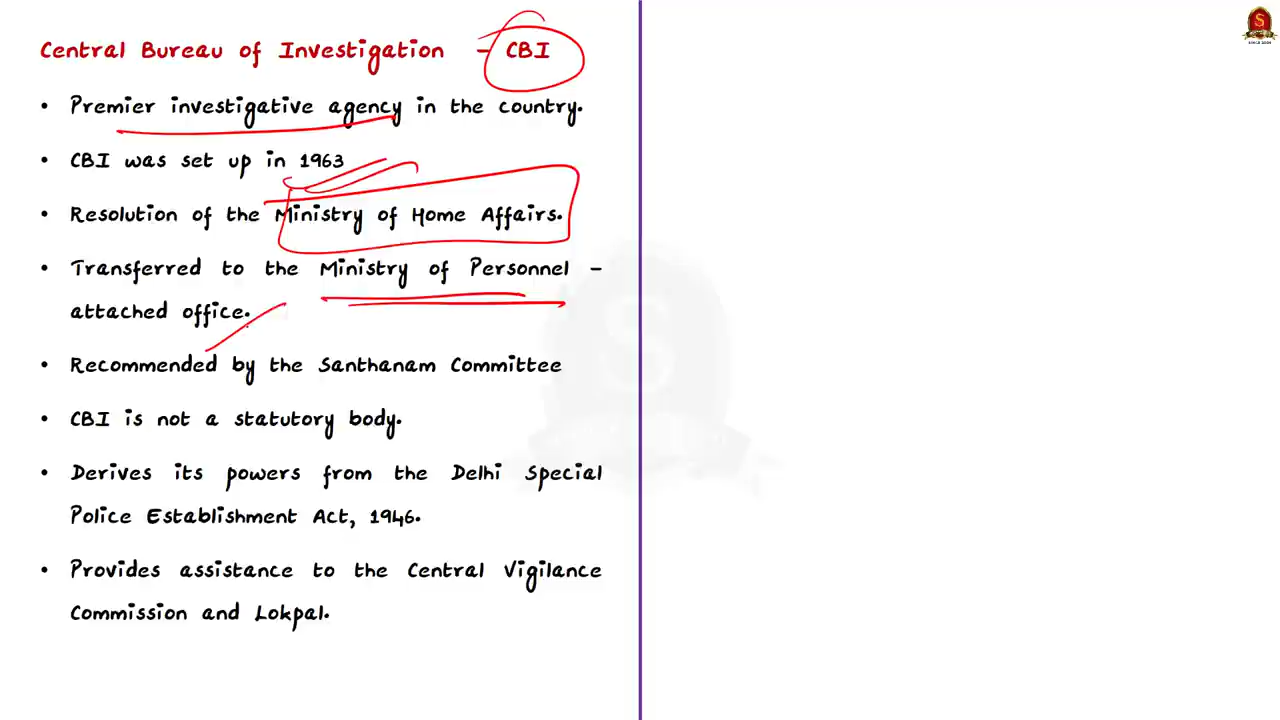 Central Bureau of Investigation - CBI
• Premier investigative agency in the country.
• CBI was set up in 1963
• Resolution of the Ministry of Home Affairs.
• Transferred to the Ministry of Personnel -
attached office.
• Recommended by the Santhanam Committee
• CBI is not a statutory body.
• Derives its powers from the Delhi Special
Police Establishment Act, 1946.
• Provides assistance to the Central Vigilance
Commission and Lokpal.